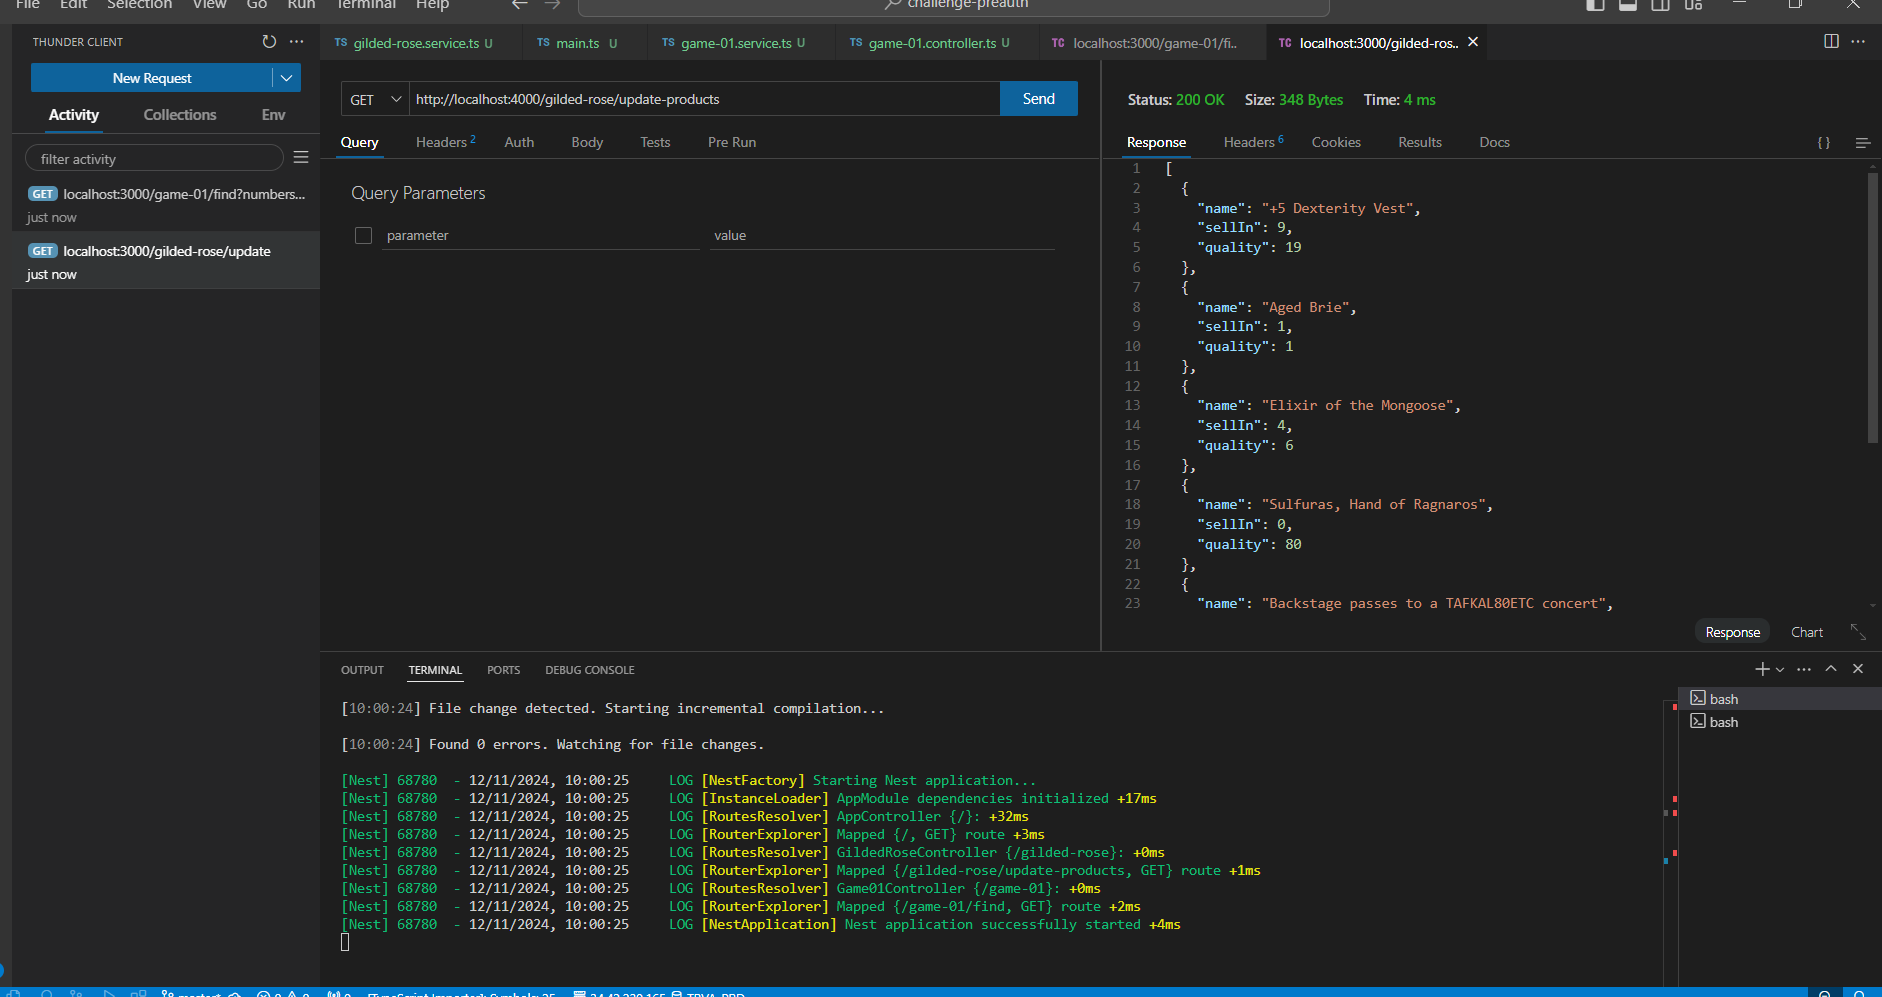 File Edit Selection View Go Run Terminal Help
challenge-preauth
THUNDER CLIENT
New Request
Activity Collections Env
filter activity
GET localhost:3000/game-01/find?numbers...
just now
GET localhost:3000/gilded-rose/update
just now
TS gilded-rose.service.ts U
TS main.ts U
TS game-01.service.ts U
TS game-01.controller.ts U
TC localhost:3000/game-01/fi..
TC localhost:3000/gilded-ros..
GET http://localhost:4000/gilded-rose/update-products Send
Query Headers 2 Auth Body Tests Pre Run
Query Parameters
parameter value
Status: 200 OK Size: 348 Bytes Time: 4 ms
Response Headers 6 Cookies Results Docs
{ }
1 [
2 {
3 "name": "+5 Dexterity Vest",
4 "sellIn": 9,
5 "quality": 19
6 },
7 {
8 "name": "Aged Brie",
9 "sellIn": 1,
10 "quality": 1
11 },
12 {
13 "name": "Elixir of the Mongoose",
14 "sellIn": 4,
15 "quality": 6
16 },
17 {
18 "name": "Sulfuras, Hand of Ragnaros",
19 "sellIn": 0,
20 "quality": 80
21 },
22 {
23 "name": "Backstage passes to a TAFKAL80ETC concert",
Response Chart
OUTPUT TERMINAL PORTS DEBUG CONSOLE
[10:00:24] File change detected. Starting incremental compilation...
[10:00:24] Found 0 errors. Watching for file changes.
[Nest] 68780 - 12/11/2024, 10:00:25 LOG [NestFactory] Starting Nest application...
[Nest] 68780 - 12/11/2024, 10:00:25 LOG [InstanceLoader] AppModule dependencies initialized +17ms
[Nest] 68780 - 12/11/2024, 10:00:25 LOG [RoutesResolver] AppController {/}: +32ms
[Nest] 68780 - 12/11/2024, 10:00:25 LOG [RouterExplorer] Mapped {/, GET} route +3ms
[Nest] 68780 - 12/11/2024, 10:00:25 LOG [RoutesResolver] GildedRoseController {/gilded-rose}: +0ms
[Nest] 68780 - 12/11/2024, 10:00:25 LOG [RouterExplorer] Mapped {/gilded-rose/update-products, GET} route +1ms
[Nest] 68780 - 12/11/2024, 10:00:25 LOG [RoutesResolver] Game01Controller {/game-01}: +0ms
[Nest] 68780 - 12/11/2024, 10:00:25 LOG [RouterExplorer] Mapped {/game-01/find, GET} route +2ms
[Nest] 68780 - 12/11/2024, 10:00:25 LOG [NestApplication] Nest application successfully started +4ms
bash
bash